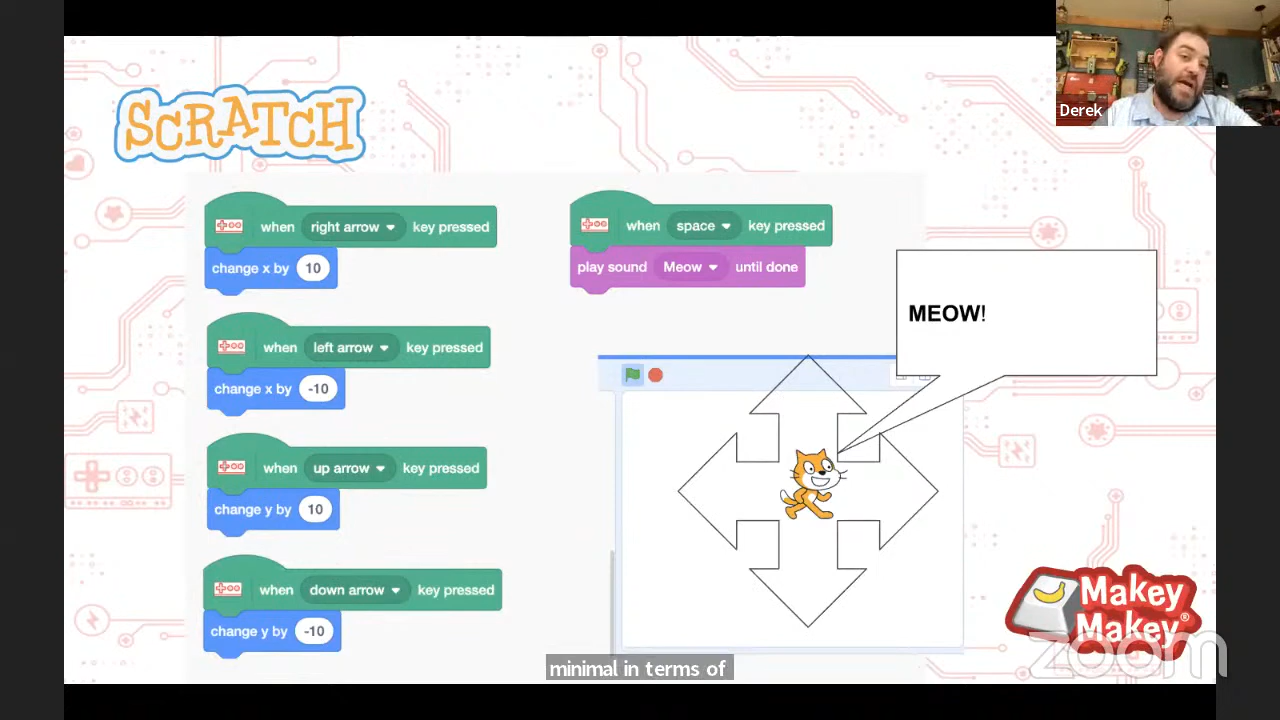 Derek
SCRATCH
when right arrow key pressed
change x by 10
when left arrow key pressed
change x by -10
when up arrow key pressed
change y by 10
when down arrow key pressed
change y by -10
when space key pressed
play sound Meow until done
MEOW!
Makey
Makey®
zoom
minimal in terms of